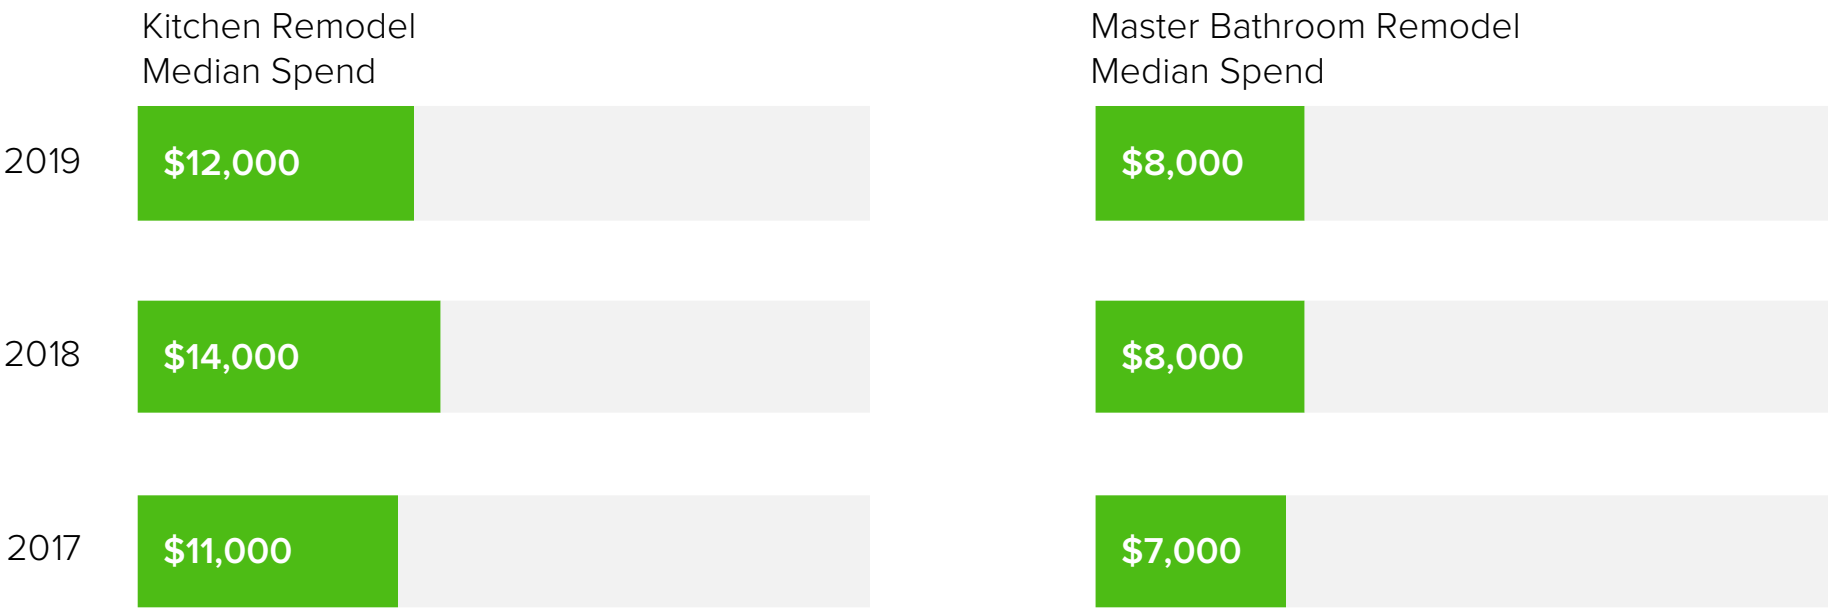 Kitchen Remodel
Median Spend
Master Bathroom Remodel
Median Spend
2019
$12,000
$8,000
2018
$14,000
$8,000
2017
$11,000
$7,000